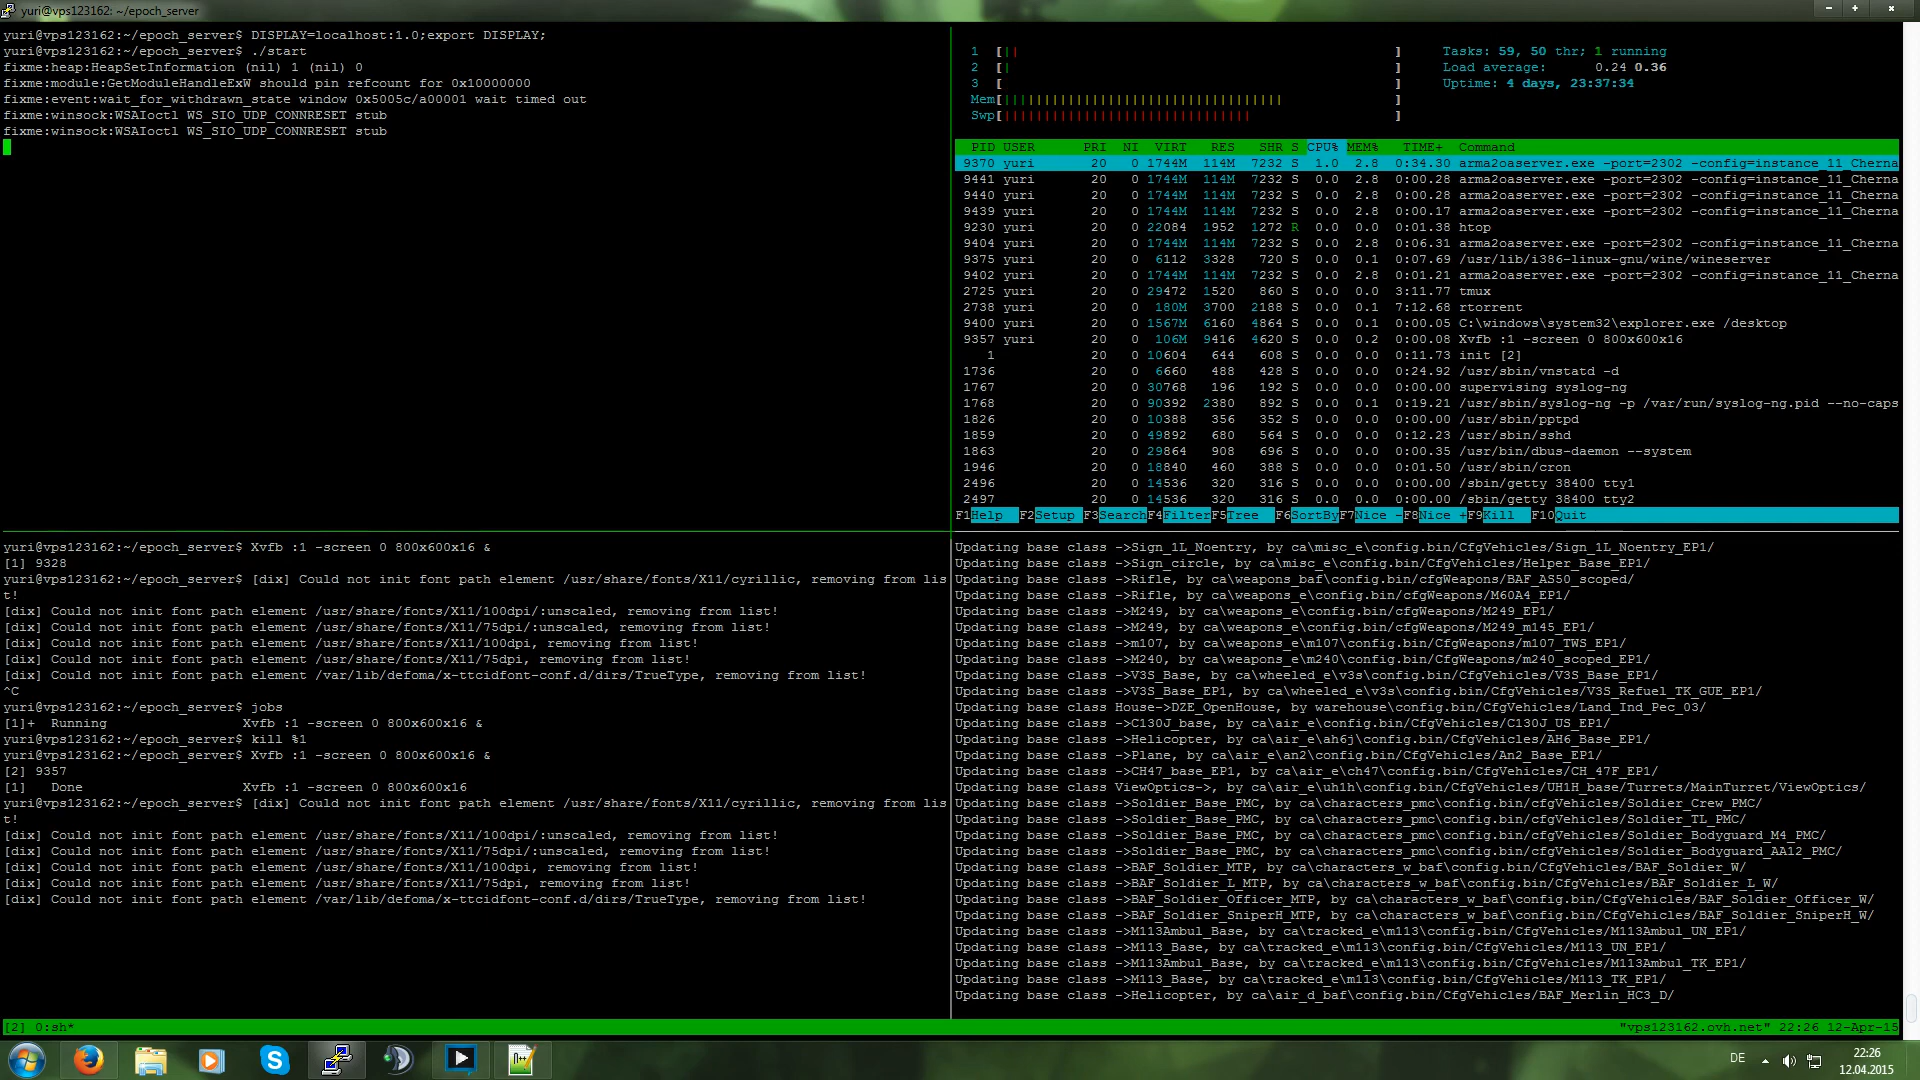 yuri@vps123162: ~/epoch_server
yuri@vps123162:~/epoch_server$ DISPLAY=localhost:1.0;export DISPLAY;
yuri@vps123162:~/epoch_server$ ./start
fixme:heap:HeapSetInformation (nil) 1 (nil) 0
fixme:module:GetModuleHandleExW should pin refcount for 0x10000000
fixme:event:wait_for_withdrawn_state window 0x5005c/a00001 wait timed out
fixme:winsock:WSAIoctl WS_SIO_UDP_CONNRESET stub
fixme:winsock:WSAIoctl WS_SIO_UDP_CONNRESET stub
1 [|||                                                ] Tasks: 59, 50 thr; 1 running
2 [|                                                  ] Load average: 0.24 0.36
3 [                                                   ] Uptime: 4 days, 23:37:34
Mem[|||||||||||||||||||||||||||||||||||               ]
Swp[|||||||||||||||||||||||||||||||                   ]
PID USER PRI NI VIRT RES SHR S CPU% MEM% TIME+ Command
9370 yuri 20 0 1744M 114M 7232 S 1.0 2.8 0:34.30 arma2oaserver.exe -port=2302 -config=instance_11_Cherna
9441 yuri 20 0 1744M 114M 7232 S 0.0 2.8 0:00.28 arma2oaserver.exe -port=2302 -config=instance_11_Cherna
9440 yuri 20 0 1744M 114M 7232 S 0.0 2.8 0:00.28 arma2oaserver.exe -port=2302 -config=instance_11_Cherna
9439 yuri 20 0 1744M 114M 7232 S 0.0 2.8 0:00.17 arma2oaserver.exe -port=2302 -config=instance_11_Cherna
9230 yuri 20 0 22084 1952 1272 R 0.0 0.0 0:01.38 htop
9404 yuri 20 0 1744M 114M 7232 S 0.0 2.8 0:06.31 arma2oaserver.exe -port=2302 -config=instance_11_Cherna
9375 yuri 20 0 6112 3328 720 S 0.0 0.1 0:07.69 /usr/lib/i386-linux-gnu/wine/wineserver
9402 yuri 20 0 1744M 114M 7232 S 0.0 2.8 0:01.21 arma2oaserver.exe -port=2302 -config=instance_11_Cherna
2725 yuri 20 0 29472 1520 860 S 0.0 0.0 3:11.77 tmux
2738 yuri 20 0 180M 3700 2188 S 0.0 0.1 7:12.68 rtorrent
9400 yuri 20 0 1567M 6160 4864 S 0.0 0.1 0:00.05 C:\windows\system32\explorer.exe /desktop
9357 yuri 20 0 106M 9416 4620 S 0.0 0.2 0:00.08 Xvfb :1 -screen 0 800x600x16
1 20 0 10604 644 608 S 0.0 0.0 0:11.73 init [2]
1736 20 0 6660 488 428 S 0.0 0.0 0:24.92 /usr/sbin/vnstatd -d
1767 20 0 30768 196 192 S 0.0 0.0 0:00.00 supervising syslog-ng
1768 20 0 90392 2380 892 S 0.0 0.1 0:19.21 /usr/sbin/syslog-ng -p /var/run/syslog-ng.pid --no-caps
1826 20 0 10388 356 352 S 0.0 0.0 0:00.00 /usr/sbin/pptpd
1859 20 0 49892 680 564 S 0.0 0.0 0:12.23 /usr/sbin/sshd
1863 20 0 29864 908 696 S 0.0 0.0 0:00.35 /usr/bin/dbus-daemon --system
1946 20 0 18840 460 388 S 0.0 0.0 0:01.50 /usr/sbin/cron
2496 20 0 14536 320 316 S 0.0 0.0 0:00.00 /sbin/getty 38400 tty1
2497 20 0 14536 320 316 S 0.0 0.0 0:00.00 /sbin/getty 38400 tty2
F1Help F2Setup F3SearchF4FilterF5Tree F6SortByF7Nice -F8Nice +F9Kill F10Quit
yuri@vps123162:~/epoch_server$ Xvfb :1 -screen 0 800x600x16 &
[1] 9328
yuri@vps123162:~/epoch_server$ [dix] Could not init font path element /usr/share/fonts/X11/cyrillic, removing from lis
t!
[dix] Could not init font path element /usr/share/fonts/X11/100dpi/:unscaled, removing from list!
[dix] Could not init font path element /usr/share/fonts/X11/75dpi/:unscaled, removing from list!
[dix] Could not init font path element /usr/share/fonts/X11/100dpi, removing from list!
[dix] Could not init font path element /usr/share/fonts/X11/75dpi, removing from list!
[dix] Could not init font path element /var/lib/defoma/x-ttcidfont-conf.d/dirs/TrueType, removing from list!
^C
yuri@vps123162:~/epoch_server$ jobs
[1]+ Running Xvfb :1 -screen 0 800x600x16 &
yuri@vps123162:~/epoch_server$ kill %1
yuri@vps123162:~/epoch_server$ Xvfb :1 -screen 0 800x600x16 &
[2] 9357
[1] Done Xvfb :1 -screen 0 800x600x16
yuri@vps123162:~/epoch_server$ [dix] Could not init font path element /usr/share/fonts/X11/cyrillic, removing from lis
t!
[dix] Could not init font path element /usr/share/fonts/X11/100dpi/:unscaled, removing from list!
[dix] Could not init font path element /usr/share/fonts/X11/75dpi/:unscaled, removing from list!
[dix] Could not init font path element /usr/share/fonts/X11/100dpi, removing from list!
[dix] Could not init font path element /usr/share/fonts/X11/75dpi, removing from list!
[dix] Could not init font path element /var/lib/defoma/x-ttcidfont-conf.d/dirs/TrueType, removing from list!
Updating base class ->Sign_1L_Noentry, by ca\misc_e\config.bin/CfgVehicles/Sign_1L_Noentry_EP1/
Updating base class ->Sign_circle, by ca\misc_e\config.bin/CfgVehicles/Helper_Base_EP1/
Updating base class ->Rifle, by ca\weapons_baf\config.bin/cfgWeapons/BAF_AS50_scoped/
Updating base class ->Rifle, by ca\weapons_e\config.bin/cfgWeapons/M60A4_EP1/
Updating base class ->M249, by ca\weapons_e\config.bin/cfgWeapons/M249_EP1/
Updating base class ->M249, by ca\weapons_e\config.bin/cfgWeapons/M249_m145_EP1/
Updating base class ->m107, by ca\weapons_e\m107\config.bin/CfgWeapons/m107_TWS_EP1/
Updating base class ->M240, by ca\weapons_e\m240\config.bin/CfgWeapons/m240_scoped_EP1/
Updating base class ->V3S_Base, by ca\wheeled_e\v3s\config.bin/CfgVehicles/V3S_Base_EP1/
Updating base class ->V3S_Base_EP1, by ca\wheeled_e\v3s\config.bin/CfgVehicles/V3S_Refuel_TK_GUE_EP1/
Updating base class House->DZE_OpenHouse, by warehouse\config.bin/CfgVehicles/Land_Ind_Pec_03/
Updating base class ->C130J_base, by ca\air_e\config.bin/CfgVehicles/C130J_US_EP1/
Updating base class ->Helicopter, by ca\air_e\ah6j\config.bin/CfgVehicles/AH6_Base_EP1/
Updating base class ->Plane, by ca\air_e\an2\config.bin/CfgVehicles/An2_Base_EP1/
Updating base class ->CH47_base_EP1, by ca\air_e\ch47\config.bin/CfgVehicles/CH_47F_EP1/
Updating base class ViewOptics->, by ca\air_e\uh1h\config.bin/CfgVehicles/UH1H_base/Turrets/MainTurret/ViewOptics/
Updating base class ->Soldier_Base_PMC, by ca\characters_pmc\config.bin/cfgVehicles/Soldier_Crew_PMC/
Updating base class ->Soldier_Base_PMC, by ca\characters_pmc\config.bin/cfgVehicles/Soldier_TL_PMC/
Updating base class ->Soldier_Base_PMC, by ca\characters_pmc\config.bin/cfgVehicles/Soldier_Bodyguard_M4_PMC/
Updating base class ->Soldier_Base_PMC, by ca\characters_pmc\config.bin/cfgVehicles/Soldier_Bodyguard_AA12_PMC/
Updating base class ->BAF_Soldier_MTP, by ca\characters_w_baf\config.bin/cfgVehicles/BAF_Soldier_W/
Updating base class ->BAF_Soldier_L_MTP, by ca\characters_w_baf\config.bin/cfgVehicles/BAF_Soldier_L_W/
Updating base class ->BAF_Soldier_Officer_MTP, by ca\characters_w_baf\config.bin/cfgVehicles/BAF_Soldier_Officer_W/
Updating base class ->BAF_Soldier_SniperH_MTP, by ca\characters_w_baf\config.bin/cfgVehicles/BAF_Soldier_SniperH_W/
Updating base class ->M113Ambul_Base, by ca\tracked_e\m113\config.bin/CfgVehicles/M113Ambul_UN_EP1/
Updating base class ->M113_Base, by ca\tracked_e\m113\config.bin/CfgVehicles/M113_UN_EP1/
Updating base class ->M113Ambul_Base, by ca\tracked_e\m113\config.bin/CfgVehicles/M113Ambul_TK_EP1/
Updating base class ->M113_Base, by ca\tracked_e\m113\config.bin/CfgVehicles/M113_TK_EP1/
Updating base class ->Helicopter, by ca\air_d_baf\config.bin/CfgVehicles/BAF_Merlin_HC3_D/
[2] 0:sh* "vps123162.ovh.net" 22:26 12-Apr-15
DE 22:26
12.04.2015